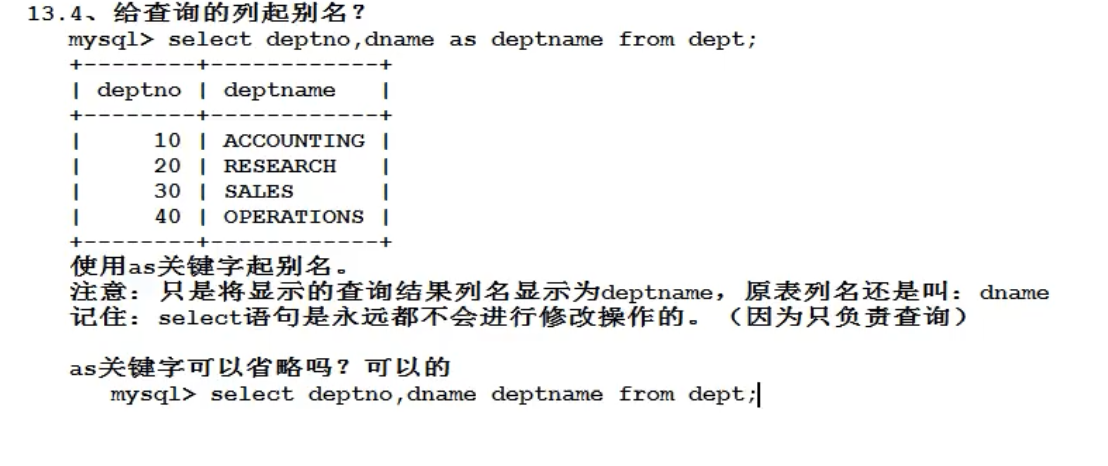 13.4、给查询的列起别名？
mysql> select deptno,dname as deptname from dept;
+--------+------------+
| deptno | deptname   |
+--------+------------+
|     10 | ACCOUNTING |
|     20 | RESEARCH   |
|     30 | SALES      |
|     40 | OPERATIONS |
+--------+------------+
使用as关键字起别名。
注意：只是将显示的查询结果列名显示为deptname，原表列名还是叫：dname
记住：select语句是永远都不会进行修改操作的。（因为只负责查询）
as关键字可以省略吗？可以的
mysql> select deptno,dname deptname from dept;